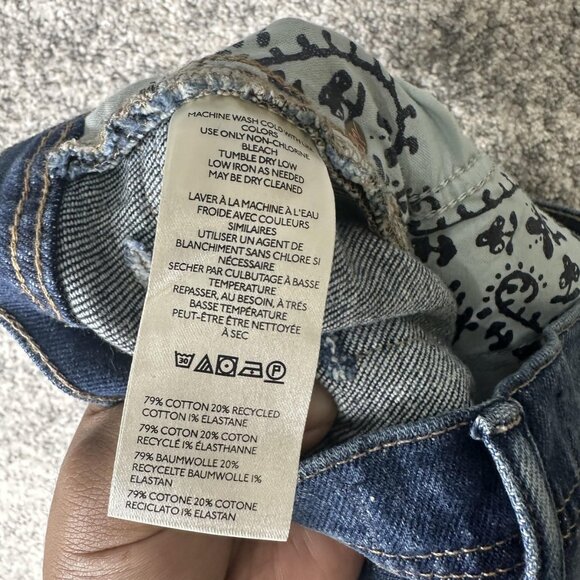 MACHINE WASH COLD WITH LIKE
COLORS
USE ONLY NON-CHLORINE
BLEACH
TUMBLE DRY LOW
LOW IRON AS NEEDED
MAY BE DRY CLEANED
LAVER À LA MACHINE À L'EAU
FROIDE AVEC COULEURS
SIMILAIRES
UTILISER UN AGENT DE
BLANCHIMENT SANS CHLORE SI
NÉCESSAIRE
SECHER PAR CULBUTAGE À BASSE
TEMPERATURE
REPASSER, AU BESOIN, À TRÉS
BASSE TEMPÉRATURE
PEUT-ÊTRE ÊTRE NETTOYÉE
À SEC
30
79% COTTON 20% RECYCLED
COTTON 1% ELASTANE
79% COTON 20% COTON
RECYCLÉ 1% ÉLASTHANNE
79% BAUMWOLLE 20%
RECYCELTE BAUMWOLLE 1%
ELASTAN
79% COTONE 20% COTONE
RICICLATO 1% ELASTAN